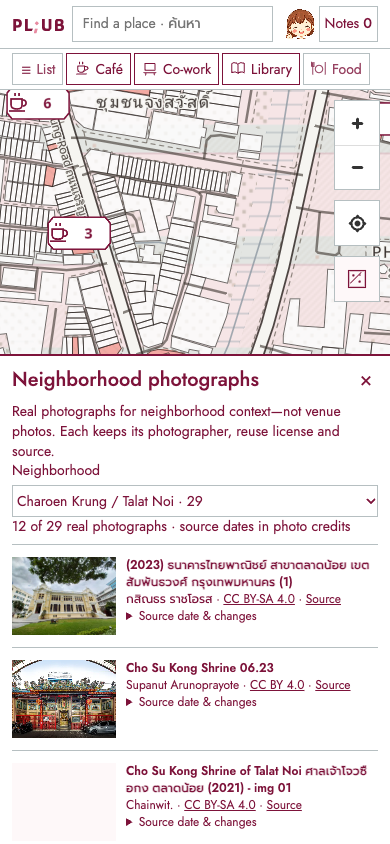 PL;UB
Find a place · ค้นหา
Notes 0
≡ List
Café
Co-work
Library
Food
6
ชุมชนจงสวัสดิ์
3
+
−
PH
Neighborhood photographs
×
Real photographs for neighborhood context—not venue
photos. Each keeps its photographer, reuse license and
source.
Neighborhood
Charoen Krung / Talat Noi · 29
12 of 29 real photographs · source dates in photo credits
(2023) ธนาคารไทยพาณิชย์ สาขาตลาดน้อย เขต
สัมพันธวงศ์ กรุงเทพมหานคร (1)
กสิณธร ราชโอรส · CC BY-SA 4.0 · Source
▶ Source date & changes
Cho Su Kong Shrine 06.23
Supanut Arunoprayote · CC BY 4.0 · Source
▶ Source date & changes
Cho Su Kong Shrine of Talat Noi ศาลเจ้าโจวซื
อกง ตลาดน้อย (2021) - img 01
Chainwit. · CC BY-SA 4.0 · Source
▶ Source date & changes